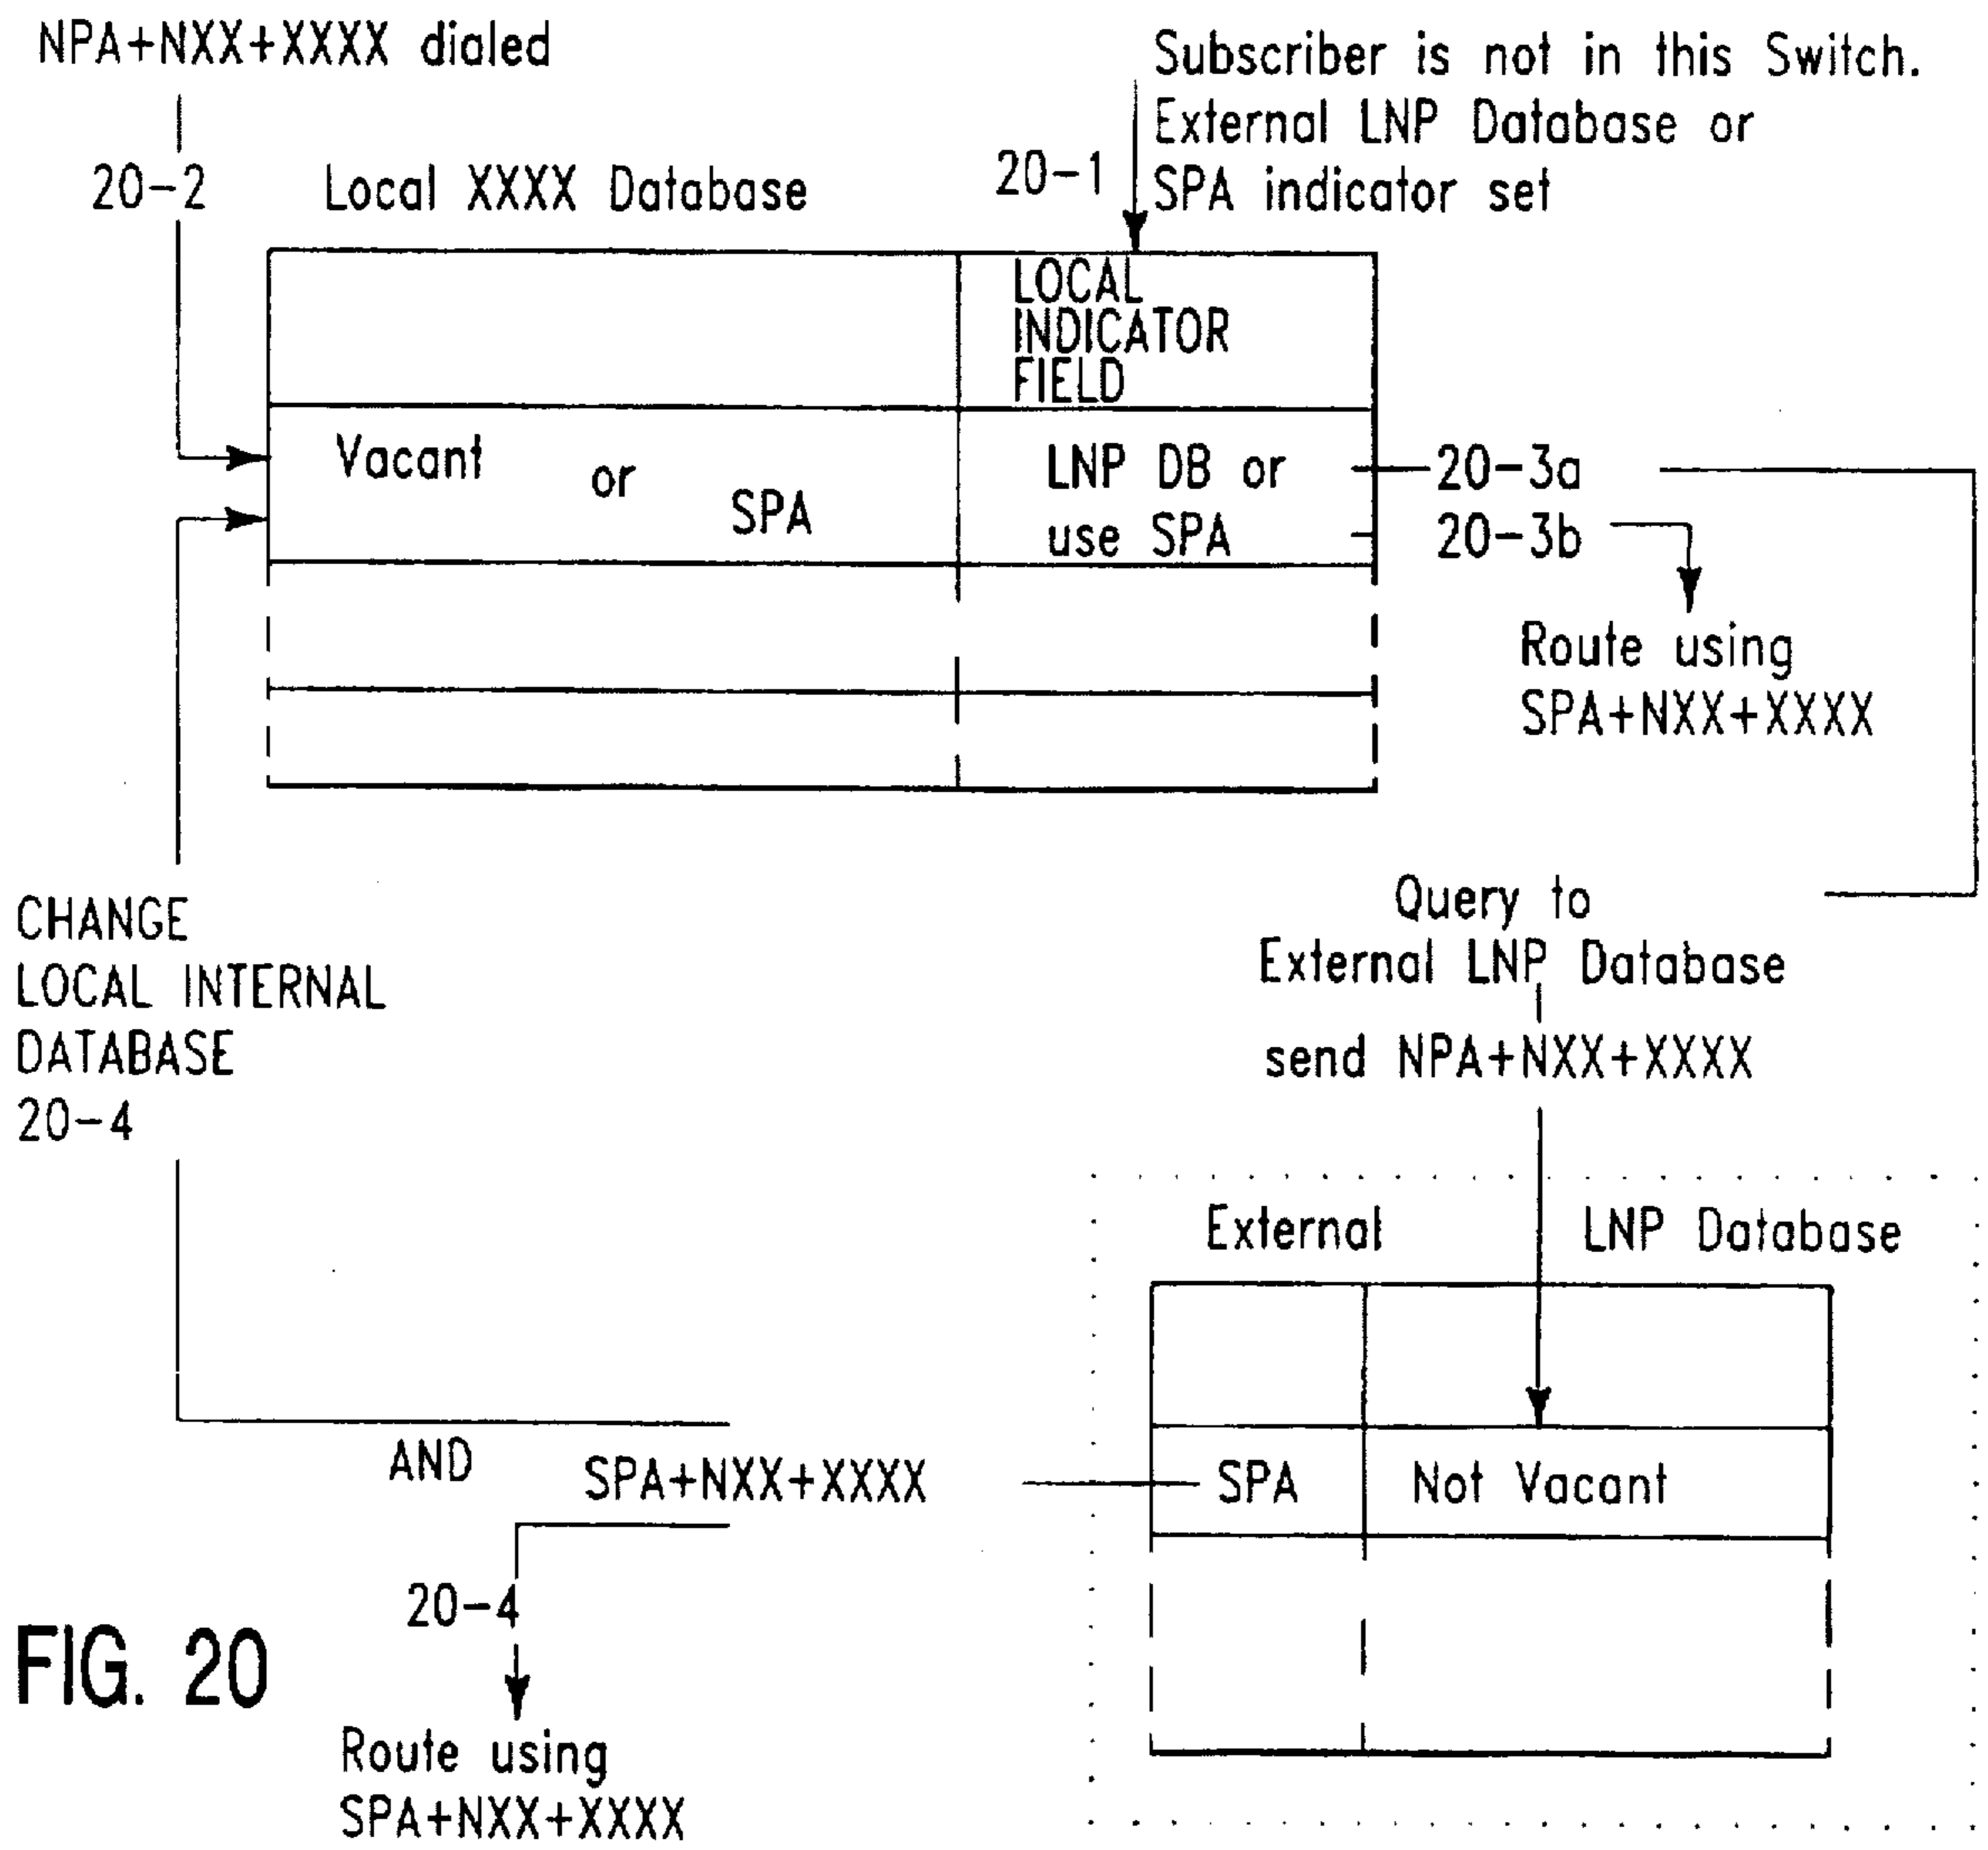 NPA+NXX+XXXX dialed
Subscriber is not in this Switch.
External LNP Database or
SPA indicator set
20-1
20-2
Local XXXX Database
LOCAL
INDICATOR
FIELD
Vacant or SPA
LNP DB or
use SPA
20-3a
20-3b
Route using
SPA+NXX+XXXX
CHANGE
LOCAL INTERNAL
DATABASE
20-4
Query to
External LNP Database
send NPA+NXX+XXXX
External LNP Database
SPA
Not Vacant
AND
SPA+NXX+XXXX
20-4
Route using
SPA+NXX+XXXX
FIG. 20